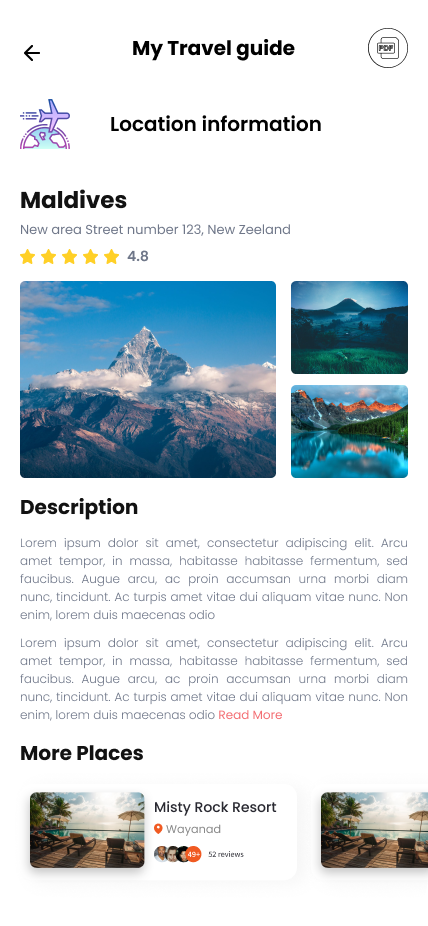 My Travel guide
PDF
Location information
Maldives
New area Street number 123, New Zeeland
4.8
Description
Lorem ipsum dolor sit amet, consectetur adipiscing elit. Arcu
amet tempor, in massa, habitasse habitasse fermentum, sed
faucibus. Augue arcu, ac proin accumsan urna morbi diam
nunc, tincidunt. Ac turpis amet vitae dui aliquam vitae nunc. Non
enim, lorem duis maecenas odio
Lorem ipsum dolor sit amet, consectetur adipiscing elit. Arcu
amet tempor, in massa, habitasse habitasse fermentum, sed
faucibus. Augue arcu, ac proin accumsan urna morbi diam
nunc, tincidunt. Ac turpis amet vitae dui aliquam vitae nunc. Non
enim, lorem duis maecenas odio Read More
More Places
Misty Rock Resort
Wayanad
49+ 52 reviews